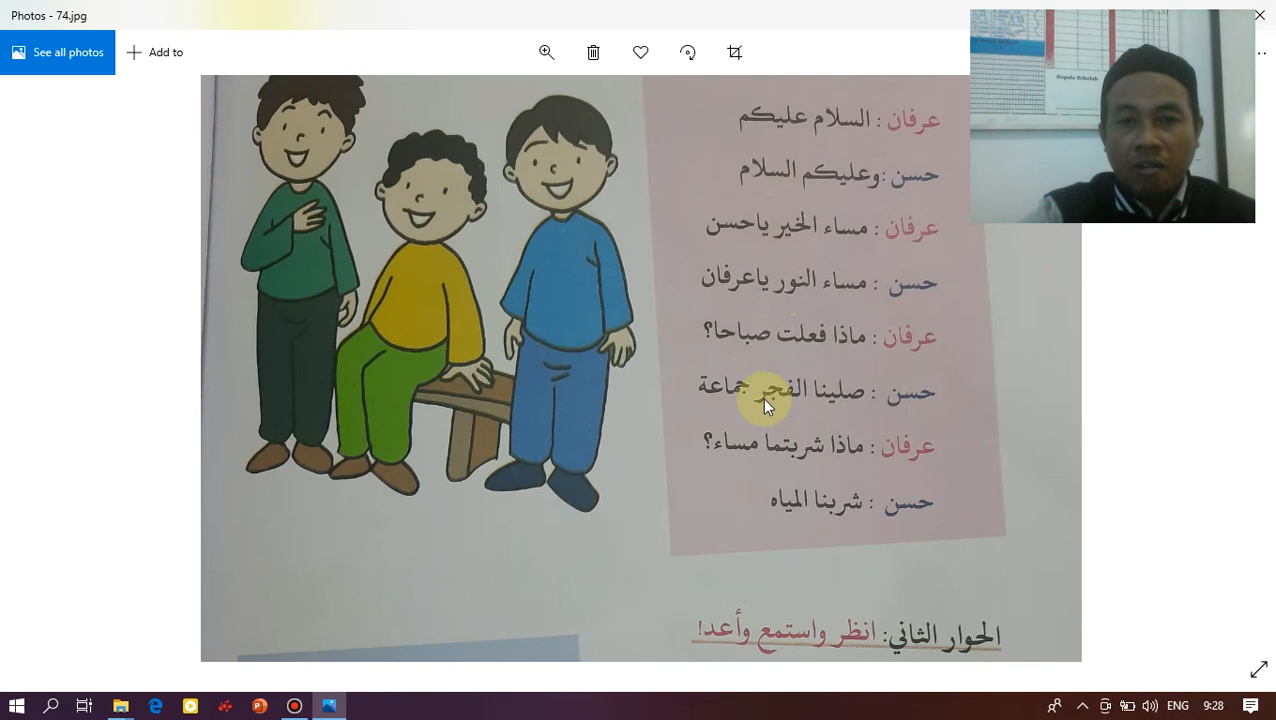 Photos - 74.jpg
See all photos
Add to
Kepala Sekolah
عرفان : السلام عليكم
حسن :وعليكم السلام
عرفان : مساء الخير ياحسن
حسن : مساء النور ياعرفان
عرفان : ماذا فعلت صباحا؟
حسن : صلينا الفجر جماعة
عرفان : ماذا شربتما مساء؟
حسن : شربنا المياه
الحوار الثاني: انظر واستمع وأعد!
ENG
9:28